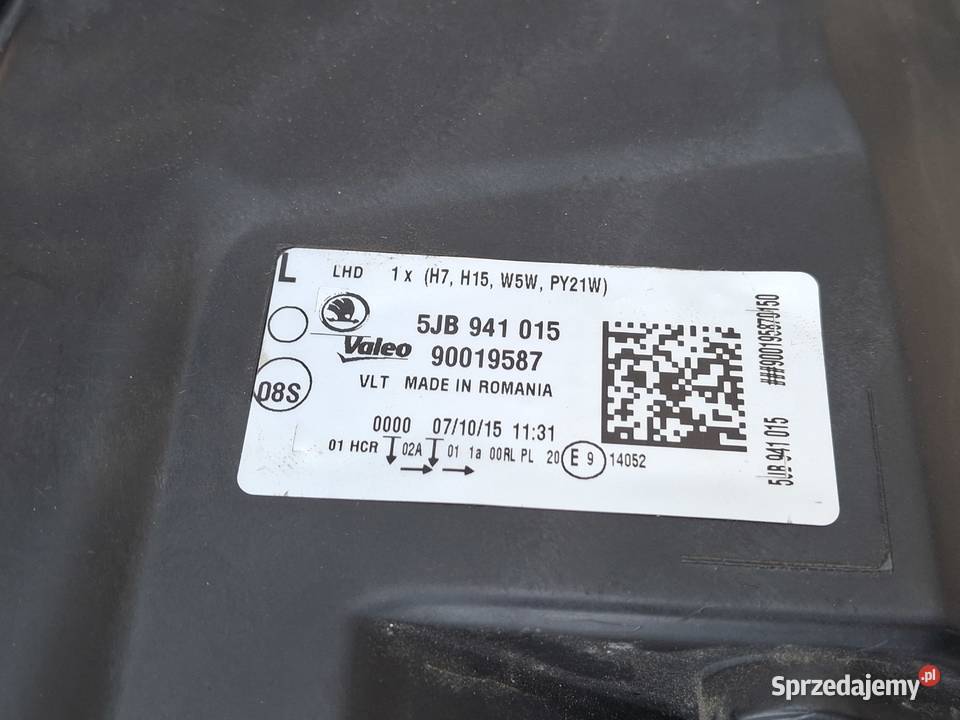 L LHD 1 x (H7, H15, W5W, PY21W)
5JB 941 015
Valeo 90019587
VLT MADE IN ROMANIA
08S
0000 07/10/15 11:31
01 HCR 02A 01 1a 00RL PL 20 E 9 14052
5JB 941 015 ###900195870150
Sprzedajemy.pl